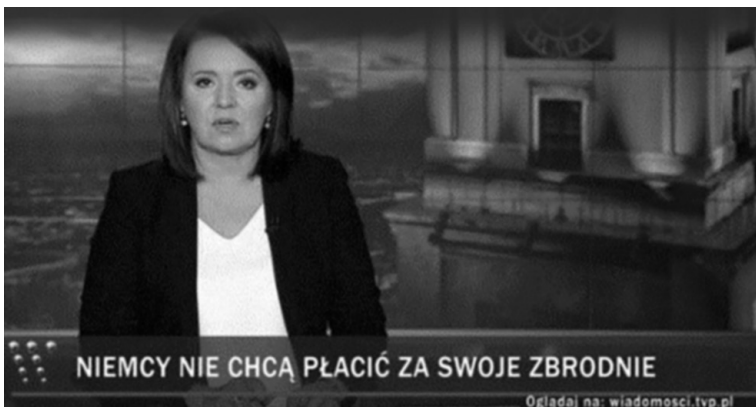 NIEMCY NIE CHCĄ PŁACIĆ ZA SWOJE ZBRODNIE
Oglądaj na: wiadomosci.tvp.pl